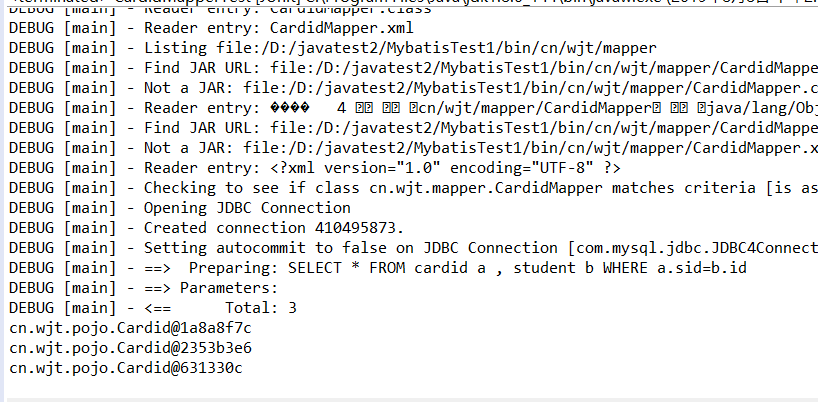 DEBUG [main] - Reader entry: CardidMapper.class
DEBUG [main] - Reader entry: CardidMapper.xml
DEBUG [main] - Listing file:/D:/javatest2/MybatisTest1/bin/cn/wjt/mapper
DEBUG [main] - Find JAR URL: file:/D:/javatest2/MybatisTest1/bin/cn/wjt/mapper/CardidMappe
DEBUG [main] - Not a JAR: file:/D:/javatest2/MybatisTest1/bin/cn/wjt/mapper/CardidMapper.c
DEBUG [main] - Reader entry: ���� 4 cn/wjt/mapper/CardidMapper java/lang/Obj
DEBUG [main] - Find JAR URL: file:/D:/javatest2/MybatisTest1/bin/cn/wjt/mapper/CardidMappe
DEBUG [main] - Not a JAR: file:/D:/javatest2/MybatisTest1/bin/cn/wjt/mapper/CardidMapper.x
DEBUG [main] - Reader entry: <?xml version="1.0" encoding="UTF-8" ?>
DEBUG [main] - Checking to see if class cn.wjt.mapper.CardidMapper matches criteria [is as
DEBUG [main] - Opening JDBC Connection
DEBUG [main] - Created connection 410495873.
DEBUG [main] - Setting autocommit to false on JDBC Connection [com.mysql.jdbc.JDBC4Connect
DEBUG [main] - ==>  Preparing: SELECT * FROM cardid a , student b WHERE a.sid=b.id
DEBUG [main] - ==> Parameters:
DEBUG [main] - <==      Total: 3
cn.wjt.pojo.Cardid@1a8a8f7c
cn.wjt.pojo.Cardid@2353b3e6
cn.wjt.pojo.Cardid@631330c